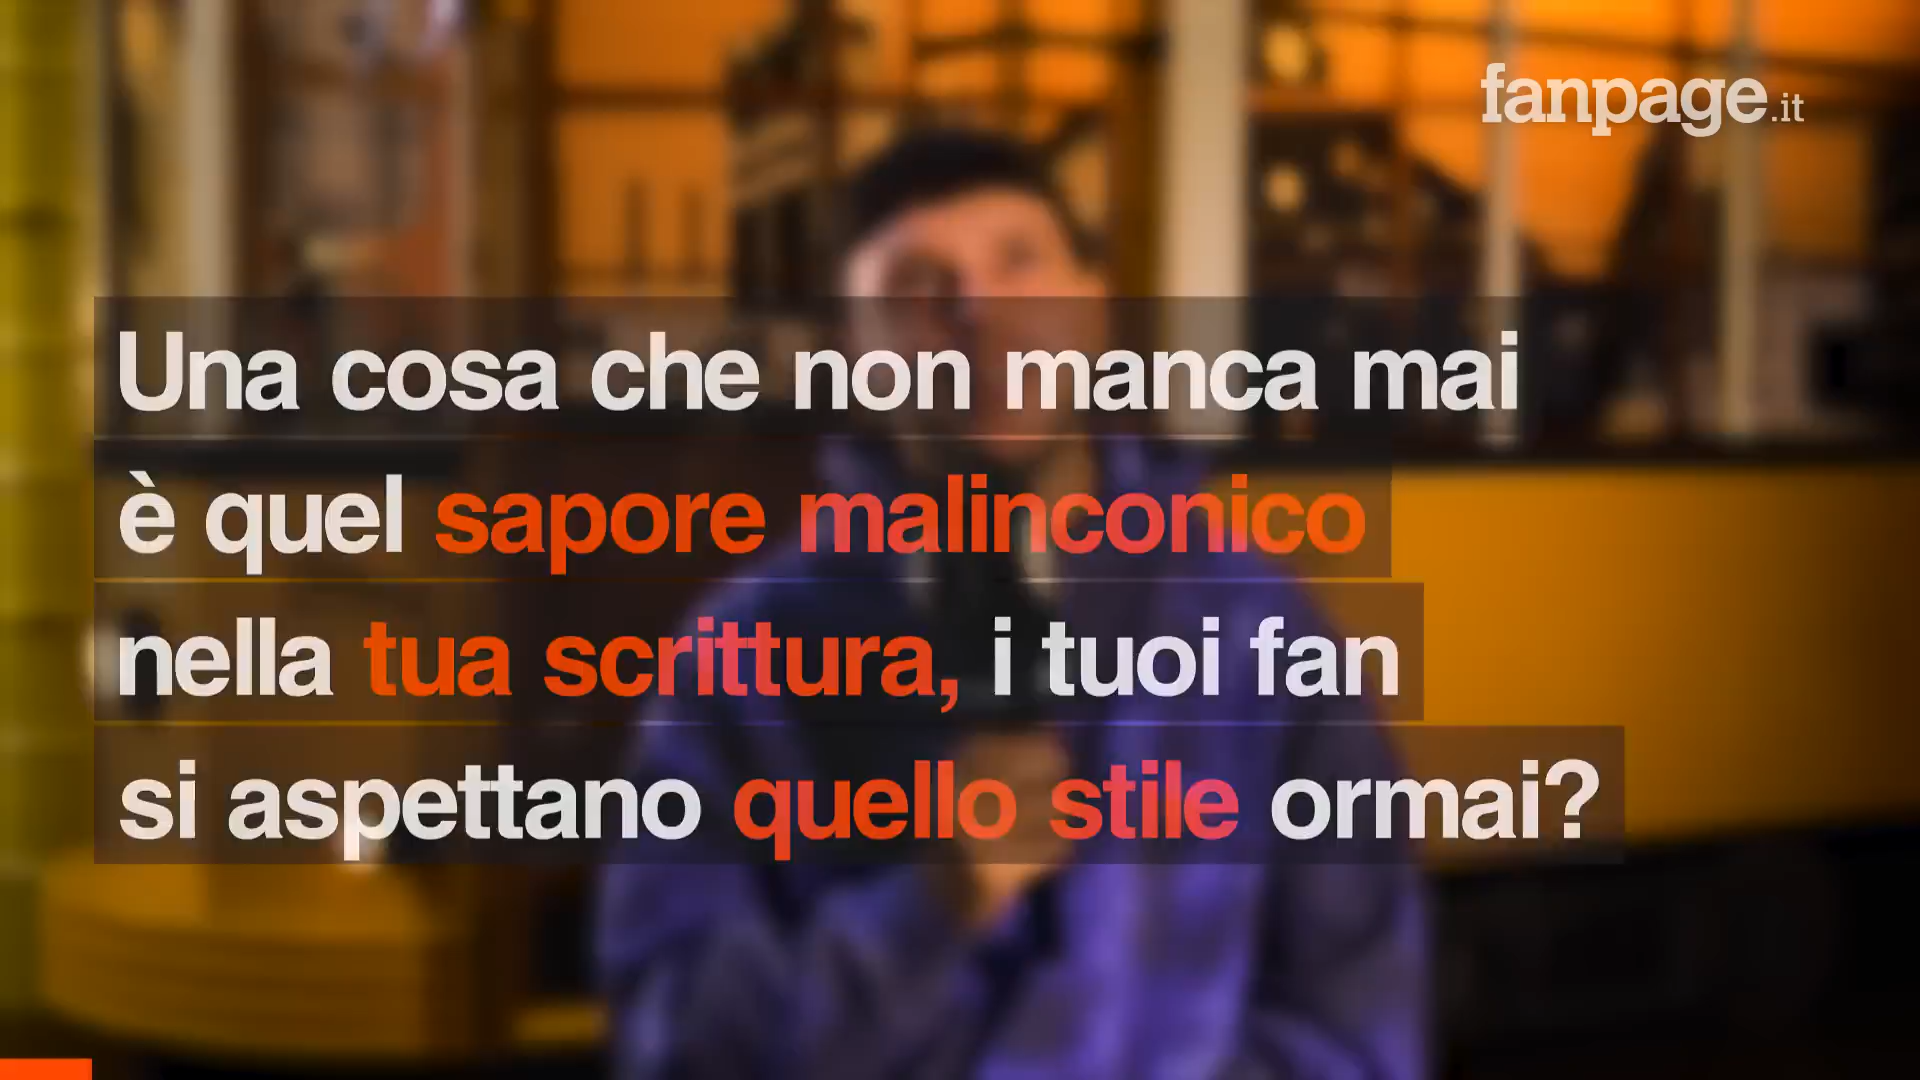 fanpage.it
Una cosa che non manca mai
è quel sapore malinconico
nella tua scrittura, i tuoi fan
si aspettano quello stile ormai?